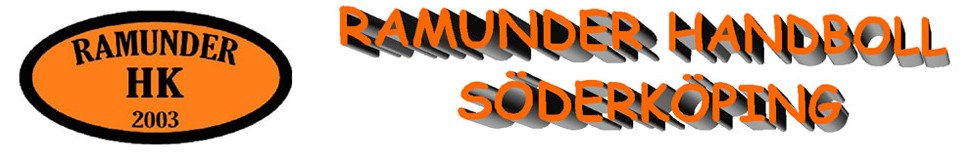 RAMUNDER
HK
2003
RAMUNDER HANDBOLL
SÖDERKÖPING